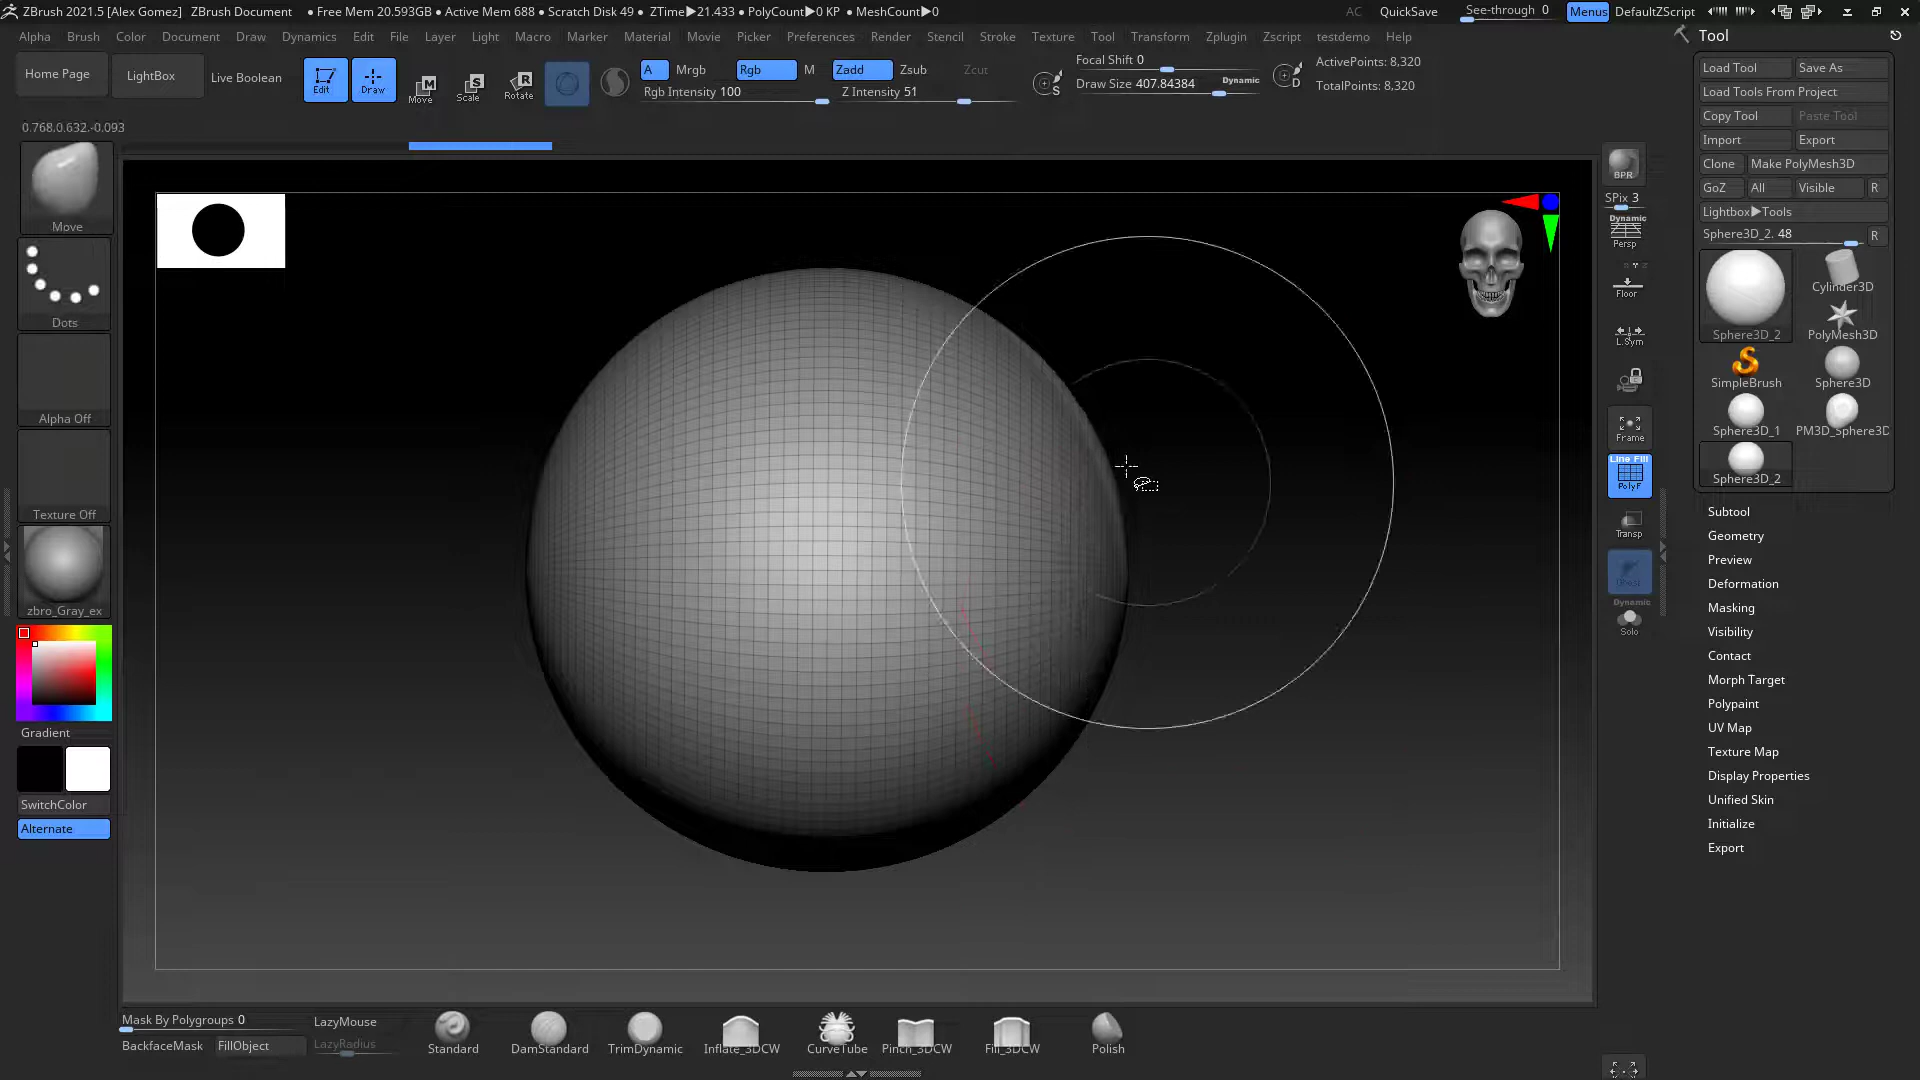 ZBrush 2021.5 [Alex Gomez] ZBrush Document • Free Mem 20.593GB • Active Mem 688 • Scratch Disk 49 • ZTime▶21.433 • PolyCount▶0 KP • MeshCount▶0 AC QuickSave See-through 0 Menus DefaultZScript
Alpha Brush Color Document Draw Dynamics Edit File Layer Light Macro Marker Material Movie Picker Preferences Render Stencil Stroke Texture Tool Transform Zplugin Zscript testdemo Help
Home Page LightBox Live Boolean Edit Draw Move Scale Rotate
A Mrgb Rgb M Zadd Zsub Zcut
Rgb Intensity 100 Z Intensity 51
Focal Shift 0
Draw Size 407.84384 Dynamic
ActivePoints: 8,320
TotalPoints: 8,320
0.768,0.632,-0.093
Move
Dots
Alpha Off
Texture Off
zbro_Gray_ex
Gradient
SwitchColor
Alternate
BPR
SPix 3
Dynamic
Persp
Floor
L.Sym
Frame
Line Fill
PolyF
Transp
Dynamic
Solo
Tool
Load Tool Save As
Load Tools From Project
Copy Tool Paste Tool
Import Export
Clone Make PolyMesh3D
GoZ All Visible R
Lightbox▶Tools
Sphere3D_2. 48 R
Sphere3D_2 Cylinder3D
PolyMesh3D
SimpleBrush Sphere3D
Sphere3D_1 PM3D_Sphere3D
Sphere3D_2
Subtool
Geometry
Preview
Deformation
Masking
Visibility
Contact
Morph Target
Polypaint
UV Map
Texture Map
Display Properties
Unified Skin
Initialize
Export
Mask By Polygroups 0 LazyMouse
BackfaceMask FillObject LazyRadius
Standard DamStandard TrimDynamic Inflate_3DCW CurveTube Pinch_3DCW Fill_3DCW Polish